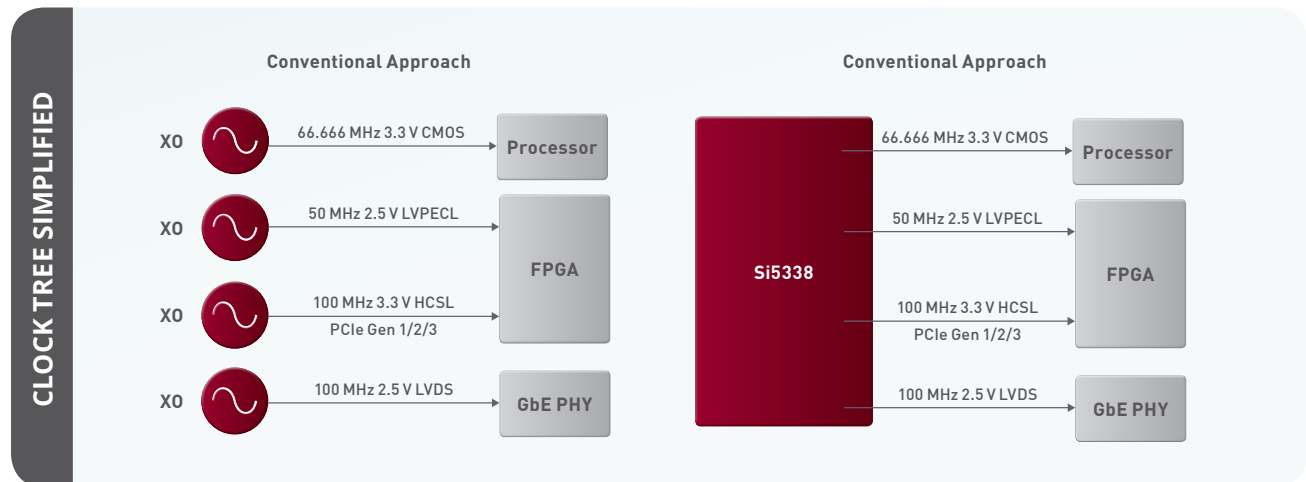 CLOCK TREE SIMPLIFIED
Conventional Approach
XO
66.666 MHz 3.3 V CMOS
Processor
XO
50 MHz 2.5 V LVPECL
FPGA
XO
100 MHz 3.3 V HCSL
PCIe Gen 1/2/3
XO
100 MHz 2.5 V LVDS
GbE PHY
Conventional Approach
Si5338
66.666 MHz 3.3 V CMOS
Processor
50 MHz 2.5 V LVPECL
FPGA
100 MHz 3.3 V HCSL
PCIe Gen 1/2/3
100 MHz 2.5 V LVDS
GbE PHY